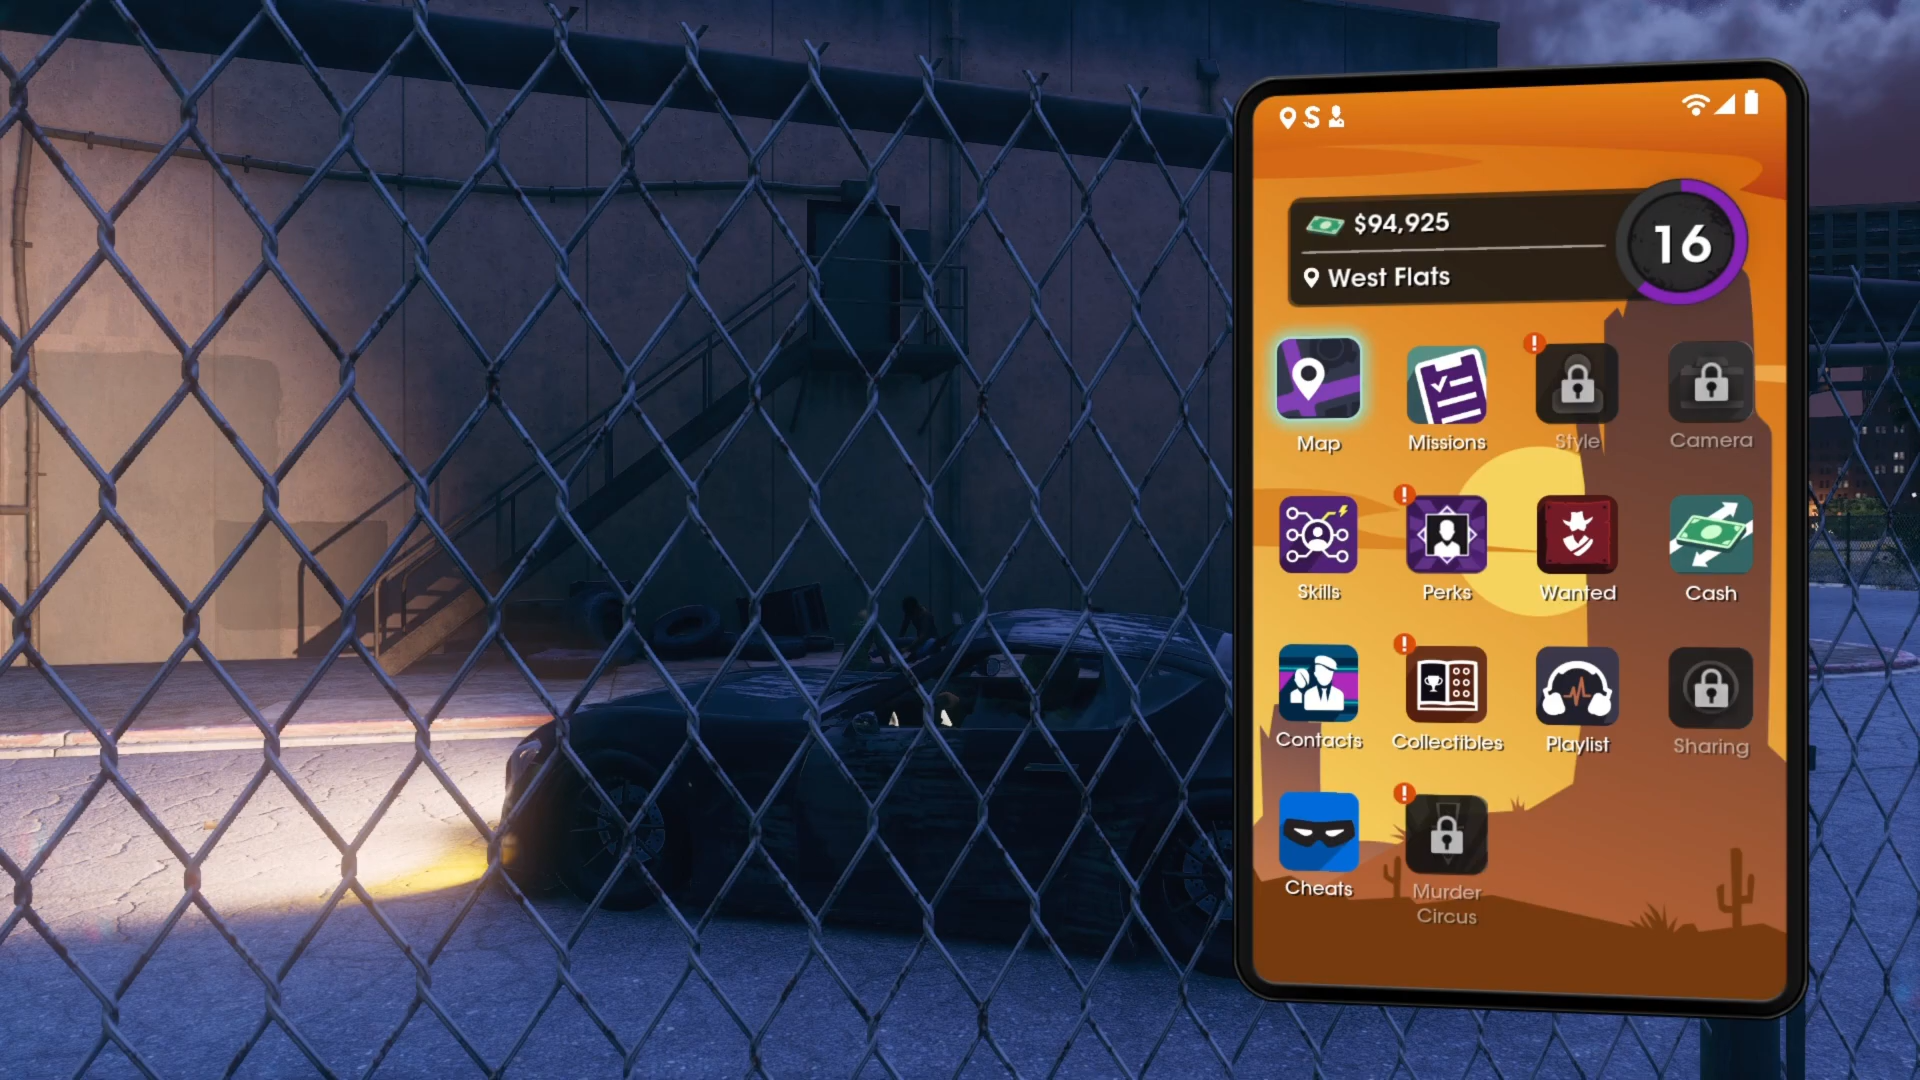 $94,925
16
West Flats
Map
Missions
Style
Camera
Skills
Perks
Wanted
Cash
Contacts
Collectibles
Playlist
Sharing
Cheats
Murder
Circus